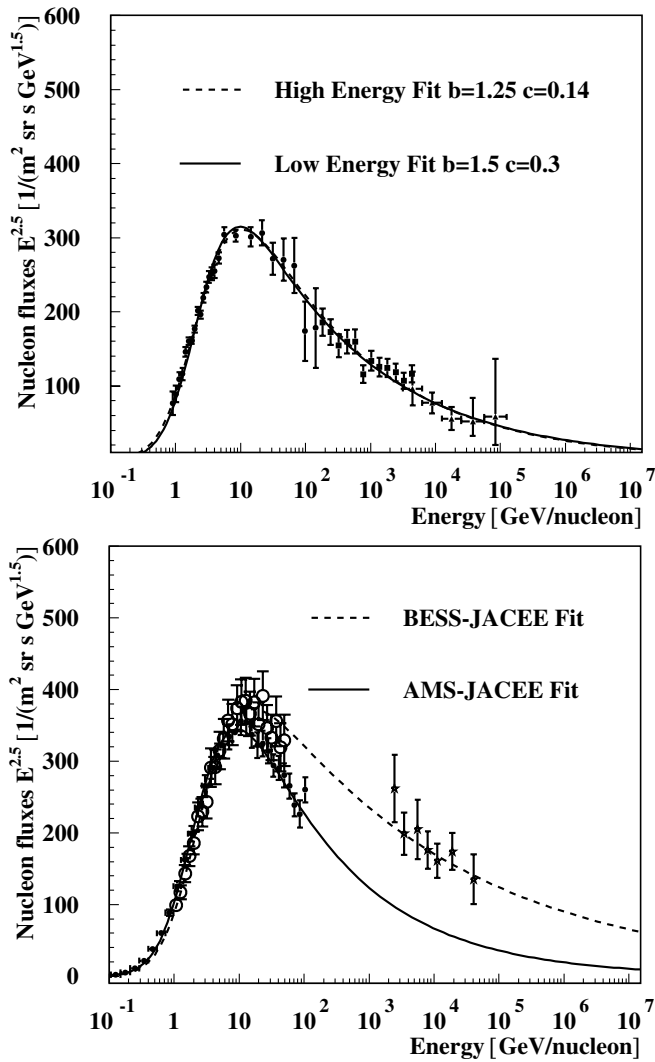 Nucleon fluxes E^2.5 [1/(m^2 sr s GeV^1.5)]
600
500
400
300
200
100
High Energy Fit b=1.25 c=0.14
Low Energy Fit b=1.5 c=0.3
10^-1 1 10 10^2 10^3 10^4 10^5 10^6 10^7
Energy [GeV/nucleon]
Nucleon fluxes E^2.5 [1/(m^2 sr s GeV^1.5)]
600
500
400
300
200
100
0
BESS-JACEE Fit
AMS-JACEE Fit
10^-1 1 10 10^2 10^3 10^4 10^5 10^6 10^7
Energy [GeV/nucleon]